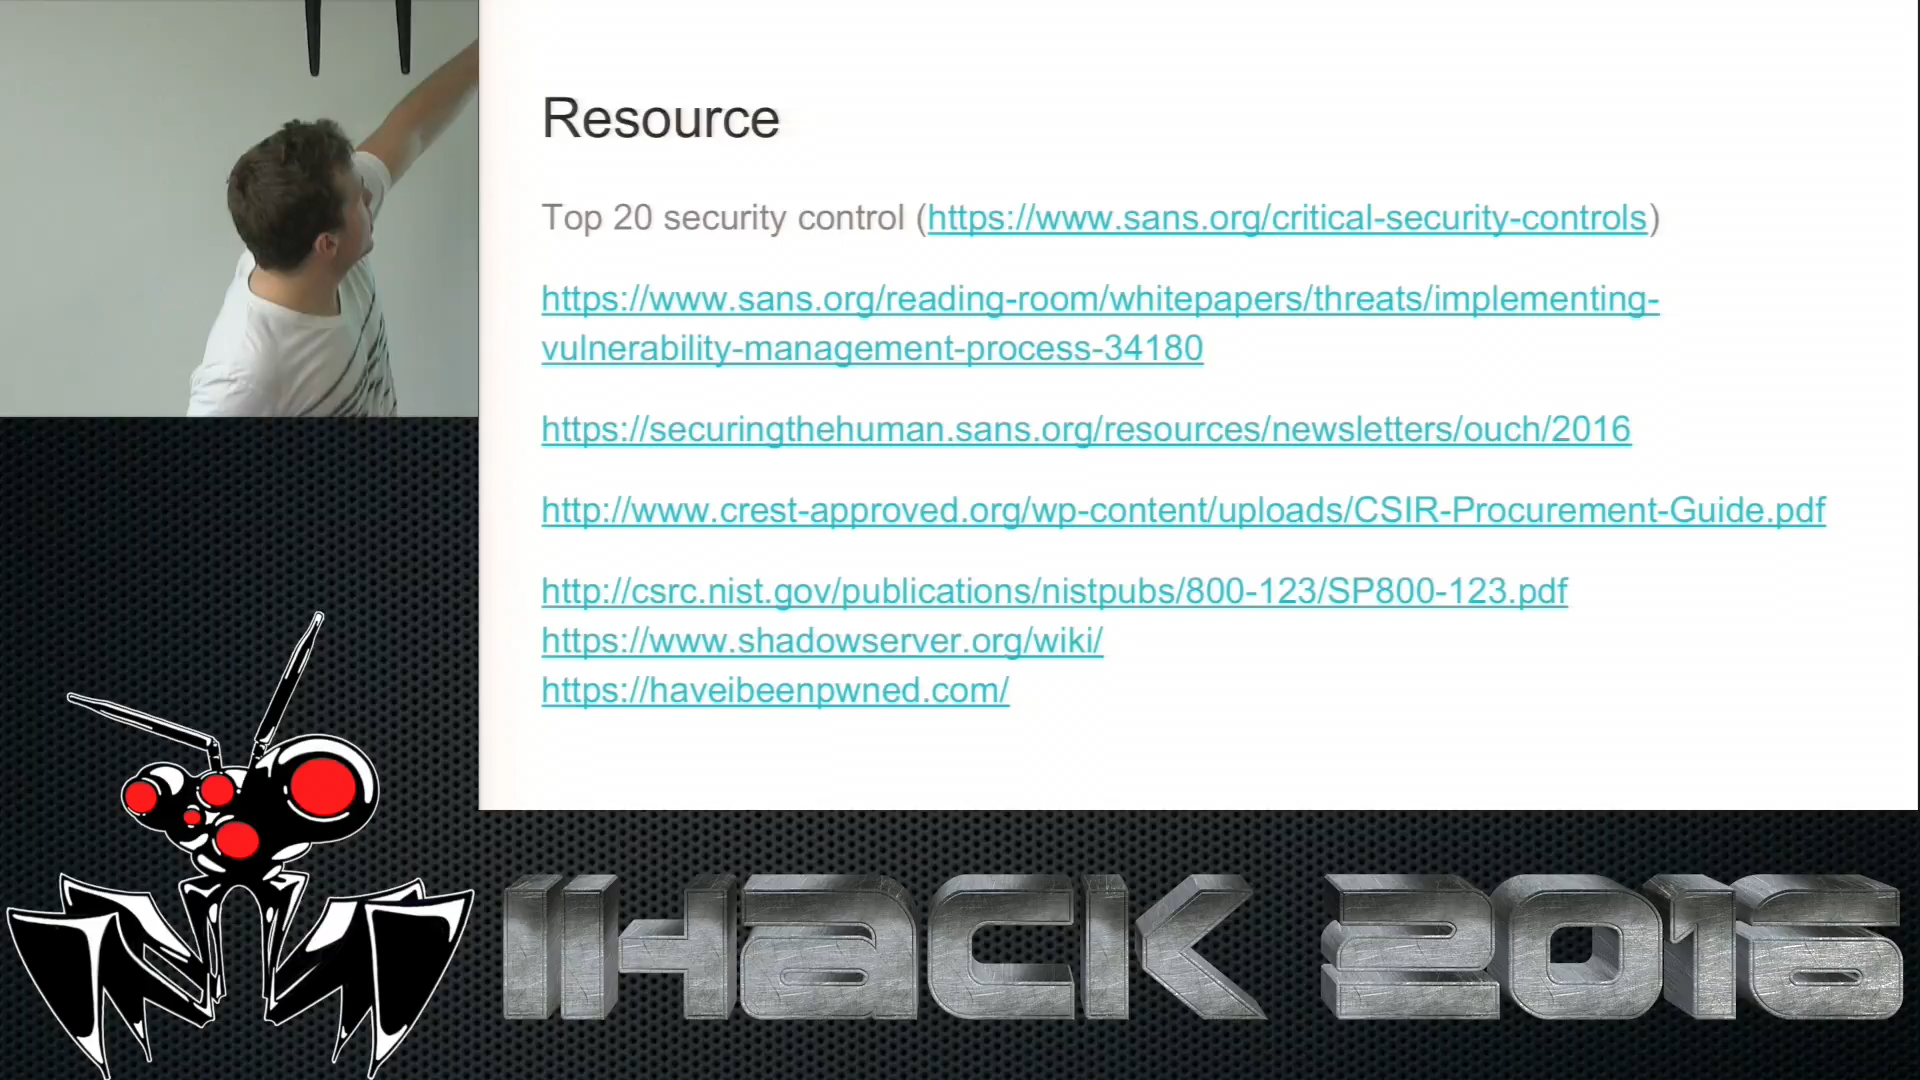 Resource
Top 20 security control (https://www.sans.org/critical-security-controls)
https://www.sans.org/reading-room/whitepapers/threats/implementing-
vulnerability-management-process-34180
https://securingthehuman.sans.org/resources/newsletters/ouch/2016
http://www.crest-approved.org/wp-content/uploads/CSIR-Procurement-Guide.pdf
http://csrc.nist.gov/publications/nistpubs/800-123/SP800-123.pdf
https://www.shadowserver.org/wiki/
https://haveibeenpwned.com/
IHACK 2016